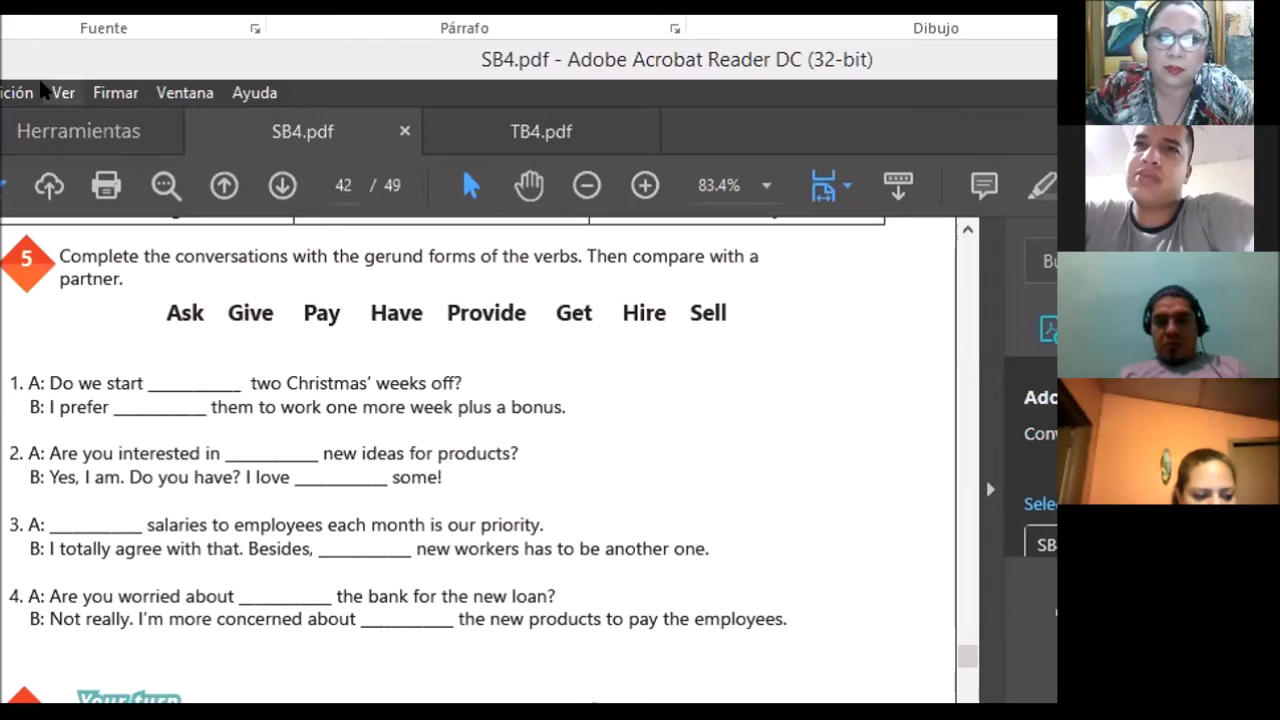 Fuente Párrafo Dibujo
SB4.pdf - Adobe Acrobat Reader DC (32-bit)
ición Ver Firmar Ventana Ayuda
Herramientas SB4.pdf × TB4.pdf
42 / 49 83.4%
5 Complete the conversations with the gerund forms of the verbs. Then compare with a
partner.
Ask Give Pay Have Provide Get Hire Sell
1. A: Do we start __________ two Christmas’ weeks off?
B: I prefer __________ them to work one more week plus a bonus.
2. A: Are you interested in __________ new ideas for products?
B: Yes, I am. Do you have? I love __________ some!
3. A: __________ salaries to employees each month is our priority.
B: I totally agree with that. Besides, __________ new workers has to be another one.
4. A: Are you worried about __________ the bank for the new loan?
B: Not really. I’m more concerned about __________ the new products to pay the employees.
Your turn
Bu
Ado
Conv
Selec
SB